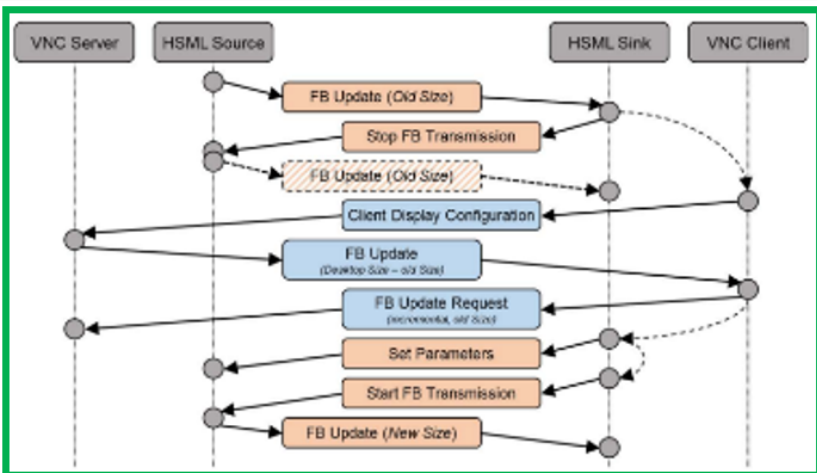 VNC Server
HSML Source
HSML Sink
VNC Client
FB Update (Old Size)
Stop FB Transmission
FB Update (Old Size)
Client Display Configuration
FB Update
(Desktop Size – old Size)
FB Update Request
(incremental, old Size)
Set Parameters
Start FB Transmission
FB Update (New Size)